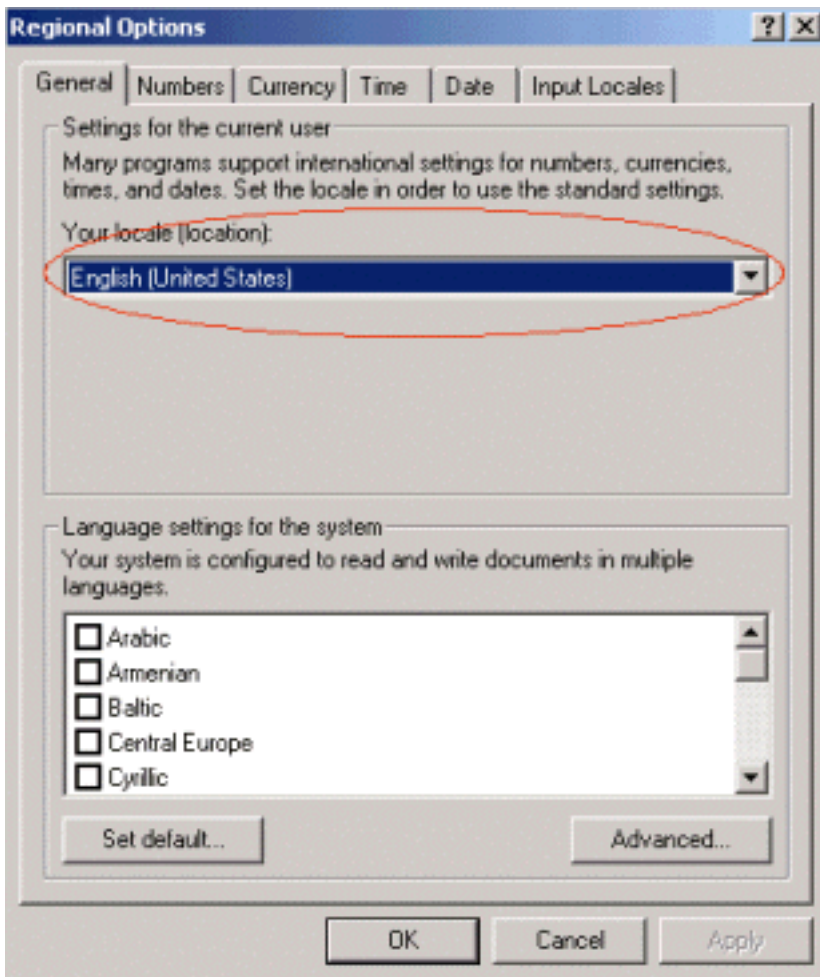 Regional Options
General Numbers Currency Time Date Input Locales
Settings for the current user
Many programs support international settings for numbers, currencies,
times, and dates. Set the locale in order to use the standard settings.
Your locale (location):
English (United States)
Language settings for the system
Your system is configured to read and write documents in multiple
languages.
Arabic
Armenian
Baltic
Central Europe
Cyrillic
Set default... Advanced...
OK Cancel Apply